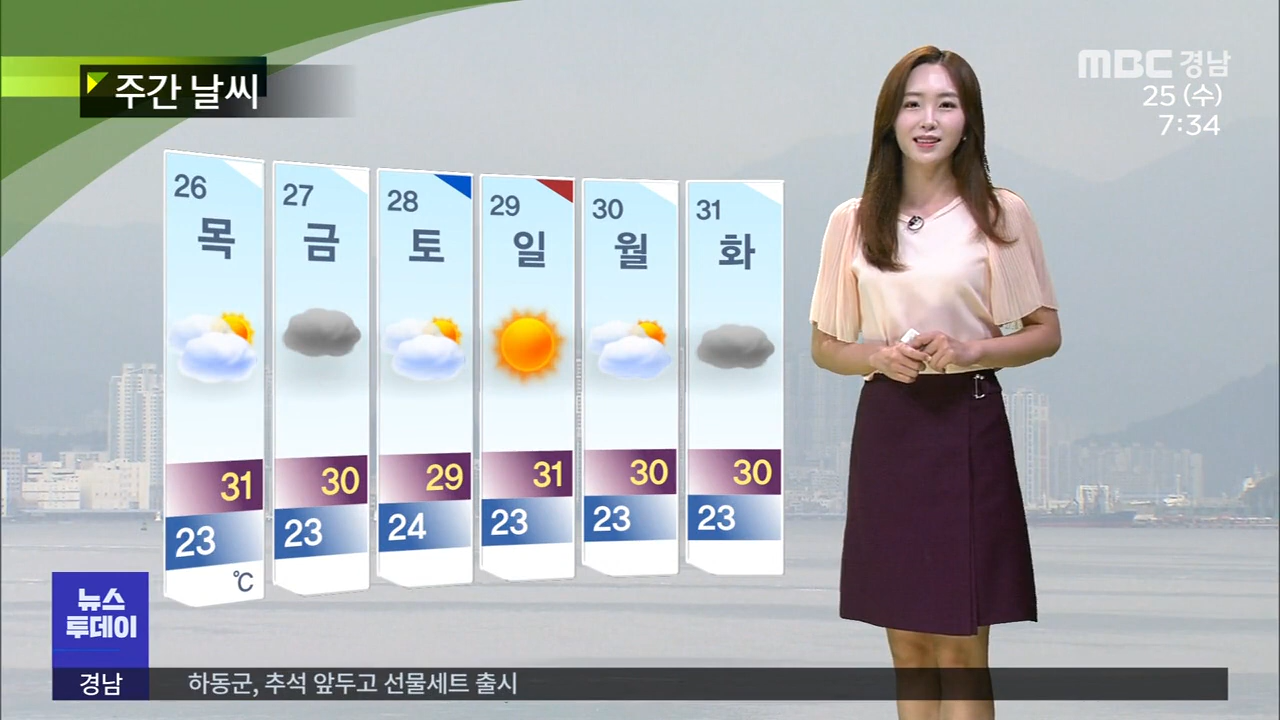 주간 날씨
MBC 경남
25 (수)
7:34
26 27 28 29 30 31
목 금 토 일 월 화
31 30 29 31 30 30
23 23 24 23 23 23
℃
뉴스
투데이
경남
하동군, 추석 앞두고 선물세트 출시